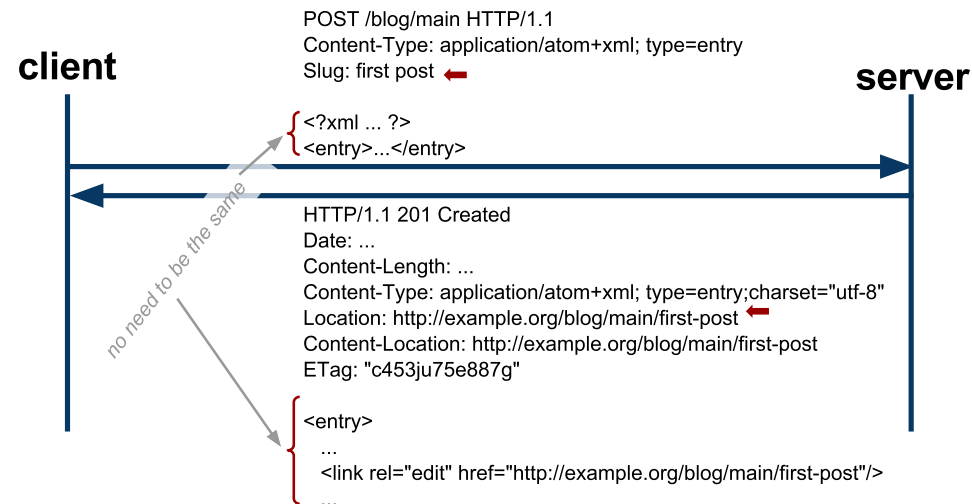 POST /blog/main HTTP/1.1
Content-Type: application/atom+xml; type=entry
Slug: first post
client
server
<?xml ... ?>
<entry>...</entry>
no need to be the same
HTTP/1.1 201 Created
Date: ...
Content-Length: ...
Content-Type: application/atom+xml; type=entry;charset="utf-8"
Location: http://example.org/blog/main/first-post
Content-Location: http://example.org/blog/main/first-post
ETag: "c453ju75e887g"
<entry>
...
<link rel="edit" href="http://example.org/blog/main/first-post"/>
...